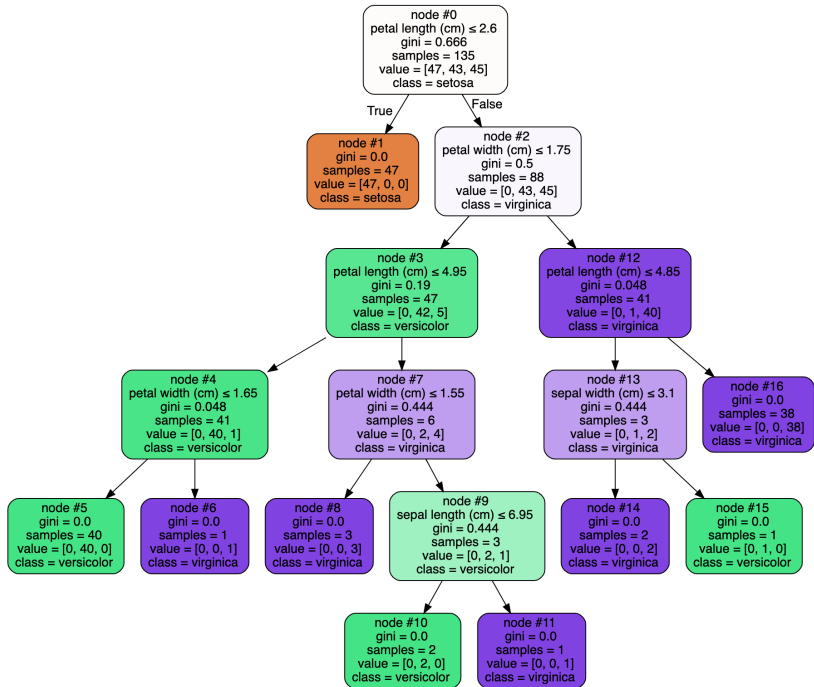 node #0
petal length (cm) ≤ 2.6
gini = 0.666
samples = 135
value = [47, 43, 45]
class = setosa
True
False
node #1
gini = 0.0
samples = 47
value = [47, 0, 0]
class = setosa
node #2
petal width (cm) ≤ 1.75
gini = 0.5
samples = 88
value = [0, 43, 45]
class = virginica
node #3
petal length (cm) ≤ 4.95
gini = 0.19
samples = 47
value = [0, 42, 5]
class = versicolor
node #12
petal length (cm) ≤ 4.85
gini = 0.048
samples = 41
value = [0, 1, 40]
class = virginica
node #4
petal width (cm) ≤ 1.65
gini = 0.048
samples = 41
value = [0, 40, 1]
class = versicolor
node #7
petal width (cm) ≤ 1.55
gini = 0.444
samples = 6
value = [0, 2, 4]
class = virginica
node #13
sepal width (cm) ≤ 3.1
gini = 0.444
samples = 3
value = [0, 1, 2]
class = virginica
node #16
gini = 0.0
samples = 38
value = [0, 0, 38]
class = virginica
node #5
gini = 0.0
samples = 40
value = [0, 40, 0]
class = versicolor
node #6
gini = 0.0
samples = 1
value = [0, 0, 1]
class = virginica
node #8
gini = 0.0
samples = 3
value = [0, 0, 3]
class = virginica
node #9
sepal length (cm) ≤ 6.95
gini = 0.444
samples = 3
value = [0, 2, 1]
class = versicolor
node #14
gini = 0.0
samples = 2
value = [0, 0, 2]
class = virginica
node #15
gini = 0.0
samples = 1
value = [0, 1, 0]
class = versicolor
node #10
gini = 0.0
samples = 2
value = [0, 2, 0]
class = versicolor
node #11
gini = 0.0
samples = 1
value = [0, 0, 1]
class = virginica